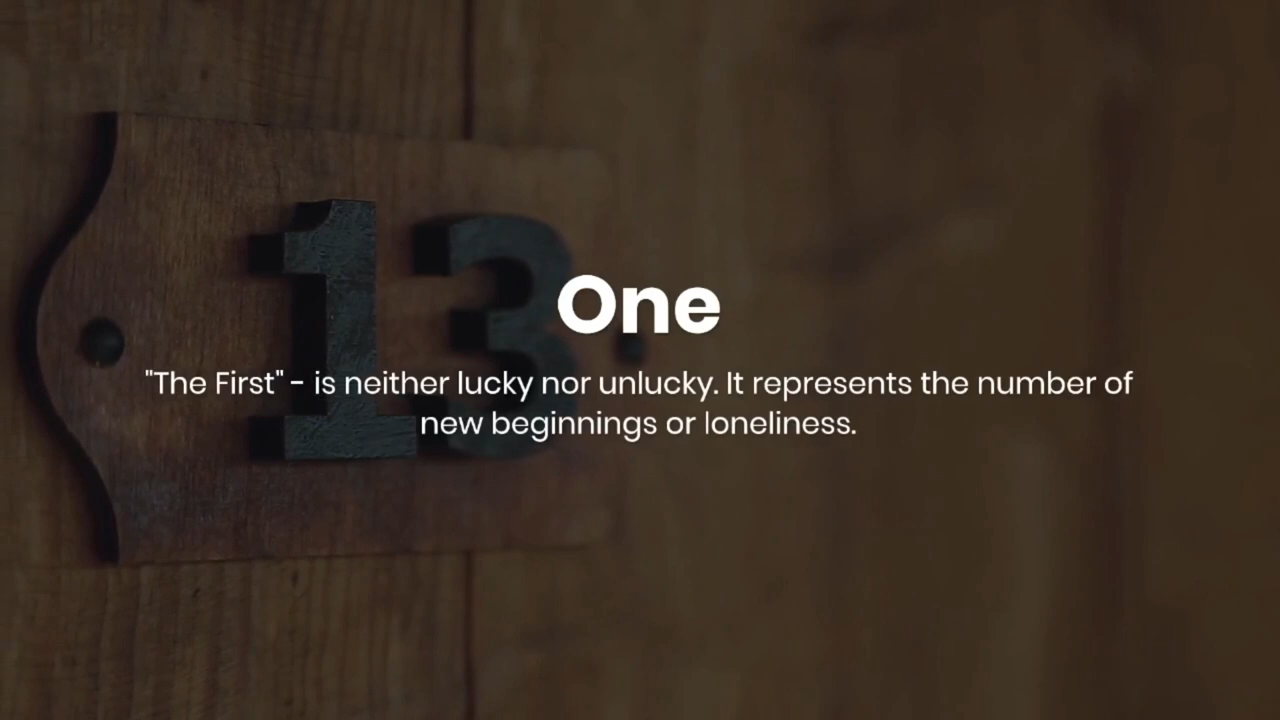 13
One
"The First" - is neither lucky nor unlucky. It represents the number of
new beginnings or loneliness.